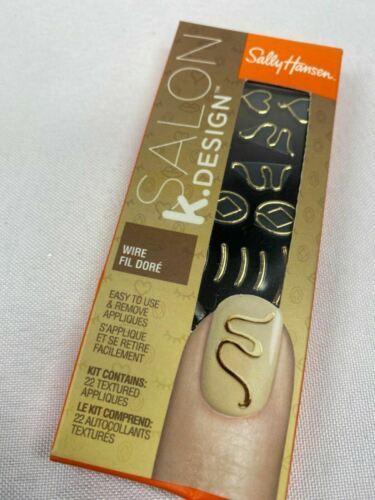 Sally Hansen
SALON
K.DESIGN™
WIRE
FIL DORÉ
EASY TO USE
& REMOVE
APPLIQUES
S'APPLIQUE
ET SE RETIRE
FACILEMENT
KIT CONTAINS:
22 TEXTURED
APPLIQUES
LE KIT COMPREND:
22 AUTOCOLLANTS
TEXTURÉS